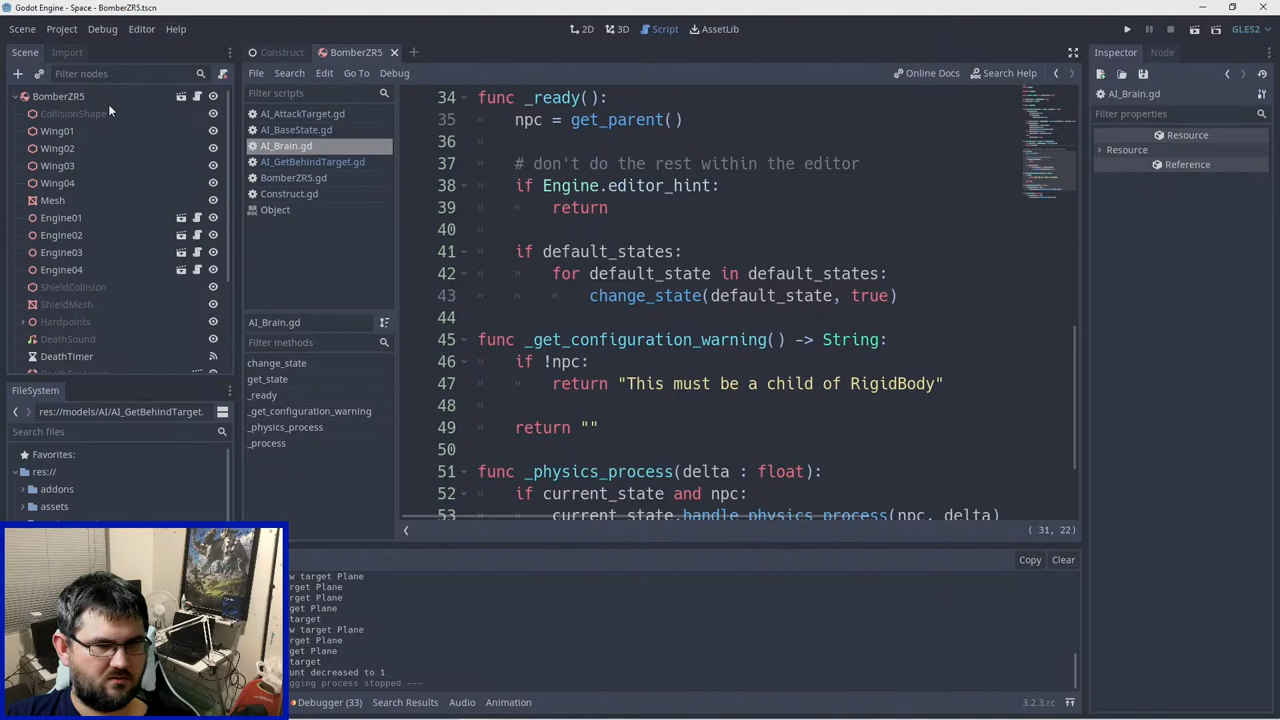 Godot Engine - Space - BomberZR5.tscn
Scene Project Debug Editor Help
2D 3D Script AssetLib
GLES2
Scene Import
Filter nodes
BomberZR5
CollisionShape
Wing01
Wing02
Wing03
Wing04
Mesh
Engine01
Engine02
Engine03
Engine04
ShieldCollision
ShieldMesh
Hardpoints
DeathSound
DeathTimer
FileSystem
res://models/AI/AI_GetBehindTarget.
Search files
Favorites:
res://
addons
assets
Construct BomberZR5
File Search Edit Go To Debug
Online Docs Search Help
Filter scripts
AI_AttackTarget.gd
AI_BaseState.gd
AI_Brain.gd
AI_GetBehindTarget.gd
BomberZR5.gd
Construct.gd
Object
AI_Brain.gd
Filter methods
change_state
get_state
_ready
_get_configuration_warning
_physics_process
_process
34 func _ready():
35 npc = get_parent()
36
37 # don't do the rest within the editor
38 if Engine.editor_hint:
39 return
40
41 if default_states:
42 for default_state in default_states:
43 change_state(default_state, true)
44
45 func _get_configuration_warning() -> String:
46 if !npc:
47 return "This must be a child of RigidBody"
48
49 return ""
50
51 func _physics_process(delta : float):
52 if current_state and npc:
53 current_state.handle_physics_process(npc, delta)
( 31, 22)
Copy Clear
w target Plane
rget Plane
rget Plane
target
w target Plane
rget Plane
rget Plane
target
unt decreased to 1
gging process stopped ---
Debugger (33) Search Results Audio Animation
3.2.3.rc
Inspector Node
AI_Brain.gd
Filter properties
Resource
Resource
Reference